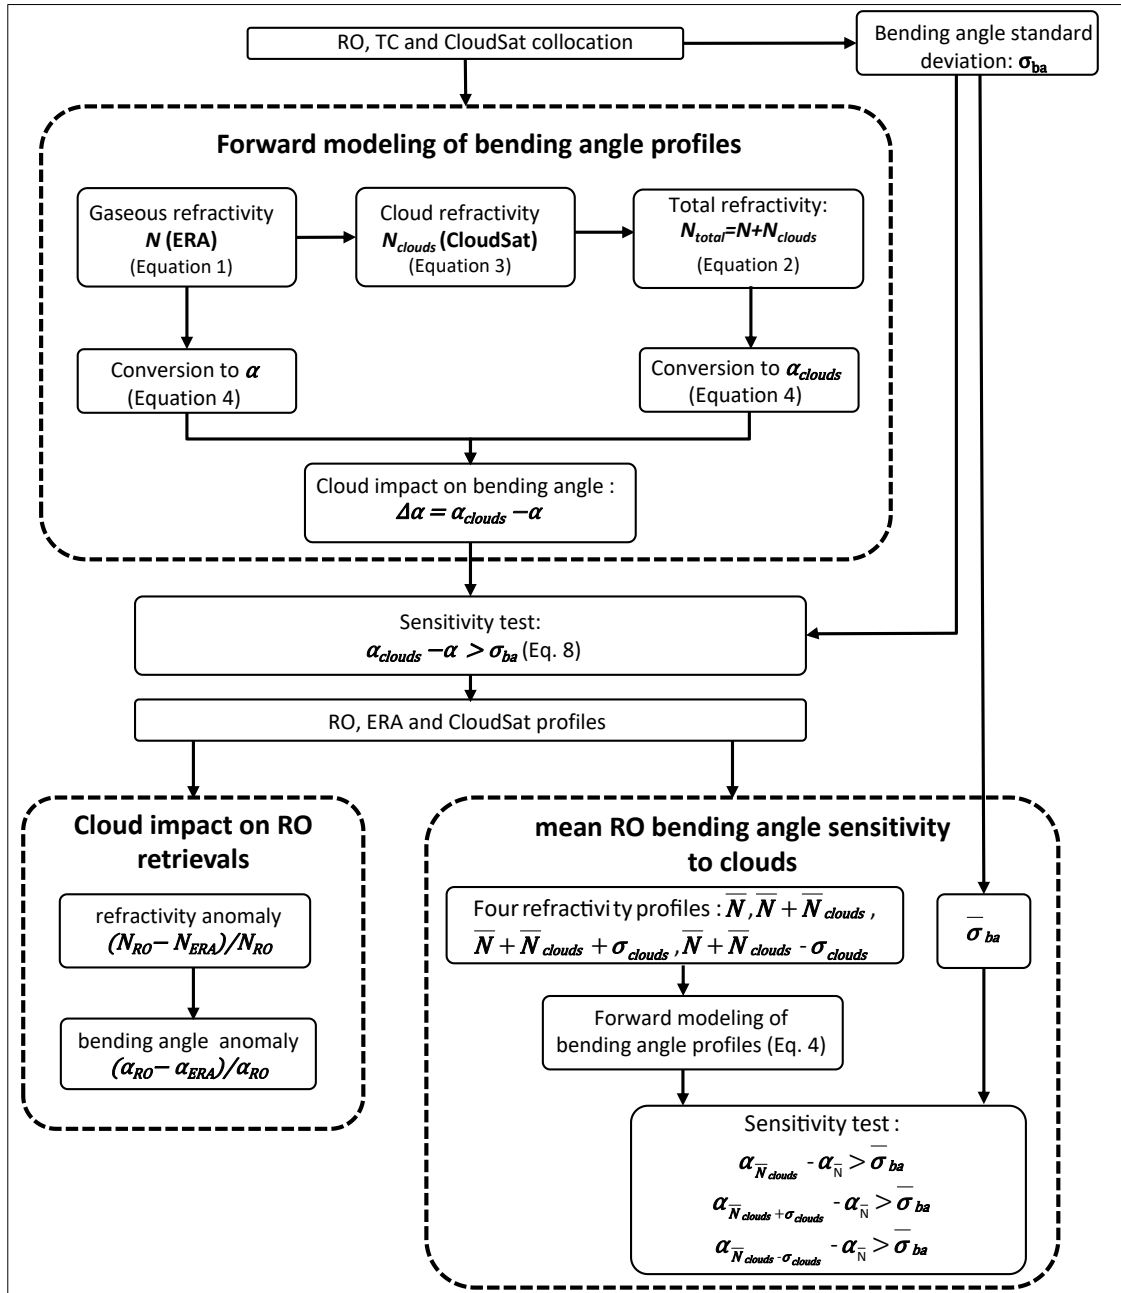 RO, TC and CloudSat collocation
Bending angle standard
deviation: σba
Forward modeling of bending angle profiles
Gaseous refractivity
N (ERA)
(Equation 1)
Cloud refractivity
Nclouds (CloudSat)
(Equation 3)
Total refractivity:
Ntotal=N+Nclouds
(Equation 2)
Conversion to α
(Equation 4)
Conversion to αclouds
(Equation 4)
Cloud impact on bending angle :
Δα = αclouds – α
Sensitivity test:
αclouds – α > σba (Eq. 8)
RO, ERA and CloudSat profiles
Cloud impact on RO
retrievals
refractivity anomaly
(NRO – NERA)/NRO
bending angle anomaly
(αRO – αERA)/αRO
mean RO bending angle sensitivity
to clouds
Four refractivity profiles : N̅, N̅ + N̅clouds ,
N̅ + N̅clouds + σclouds , N̅ + N̅clouds - σclouds
σ̅ba
Forward modeling of
bending angle profiles (Eq. 4)
Sensitivity test :
αN̅clouds - αN̅ > σ̅ba
αN̅clouds + σclouds - αN̅ > σ̅ba
αN̅clouds - σclouds - αN̅ > σ̅ba